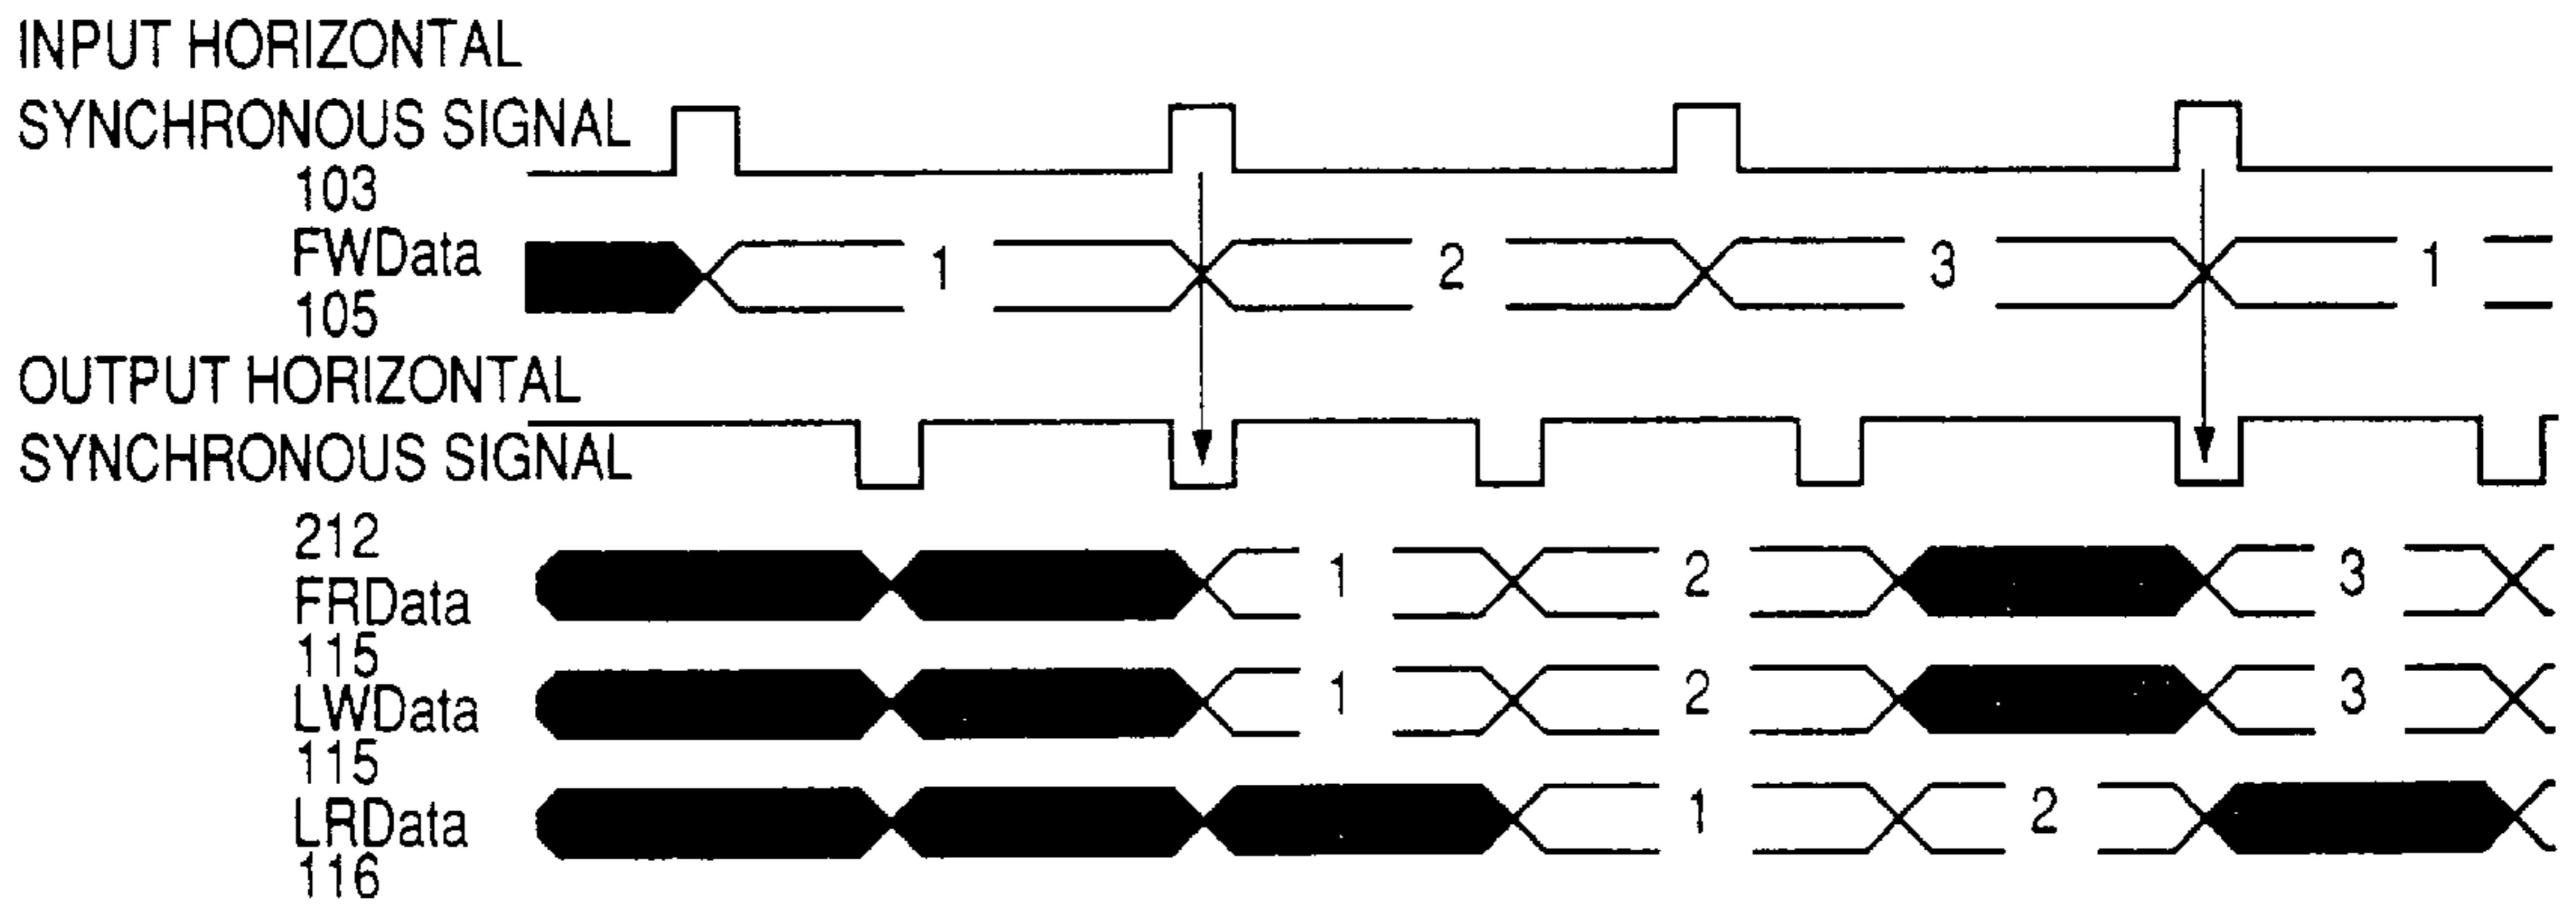 INPUT HORIZONTAL
SYNCHRONOUS SIGNAL
103
FWData
1 2 3 1
105
OUTPUT HORIZONTAL
SYNCHRONOUS SIGNAL
212
FRData
1 2 3
115
LWData
1 2 3
115
LRData
1 2
116